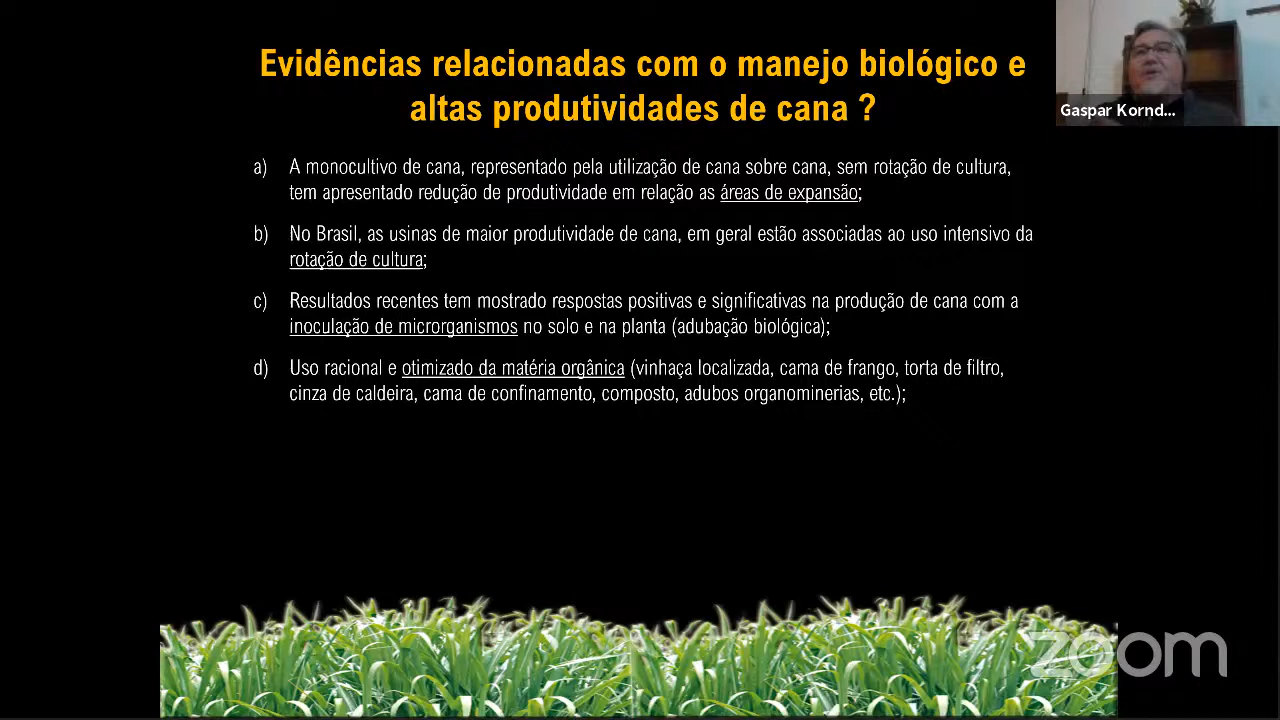 Evidências relacionadas com o manejo biológico e
altas produtividades de cana ?
a) A monocultivo de cana, representado pela utilização de cana sobre cana, sem rotação de cultura,
tem apresentado redução de produtividade em relação as áreas de expansão;
b) No Brasil, as usinas de maior produtividade de cana, em geral estão associadas ao uso intensivo da
rotação de cultura;
c) Resultados recentes tem mostrado respostas positivas e significativas na produção de cana com a
inoculação de microrganismos no solo e na planta (adubação biológica);
d) Uso racional e otimizado da matéria orgânica (vinhaça localizada, cama de frango, torta de filtro,
cinza de caldeira, cama de confinamento, composto, adubos organominerias, etc.);
Gaspar Kornd...
zoom